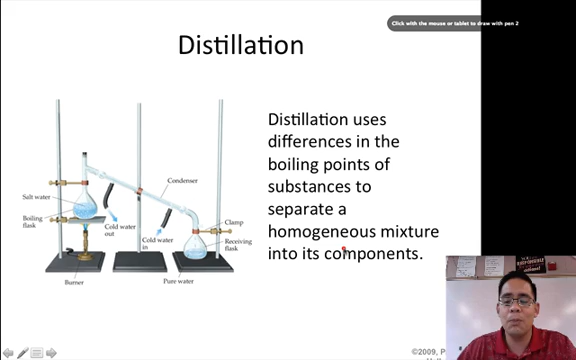 Click with the mouse or tablet to draw with pen 2
Distillation
Distillation uses
differences in the
boiling points of
substances to
separate a
homogeneous mixture
into its components.
Condenser
Salt water
Boiling
flask
Cold water
out
Cold water
in
Clamp
Receiving
flask
Burner
Pure water
©2009, P